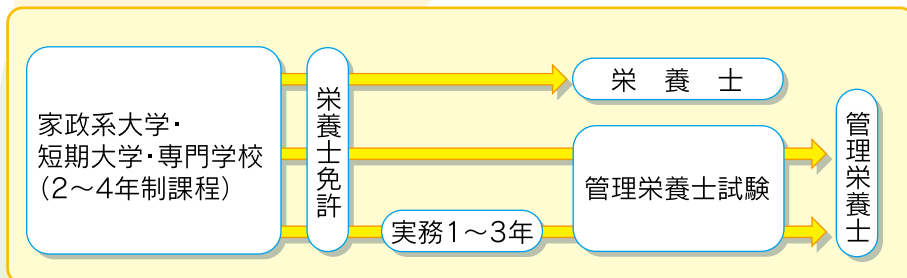 家政系大学・
短期大学・専門学校
（2〜4年制課程）
栄養士免許
栄養士
実務1〜3年
管理栄養士試験
管理栄養士